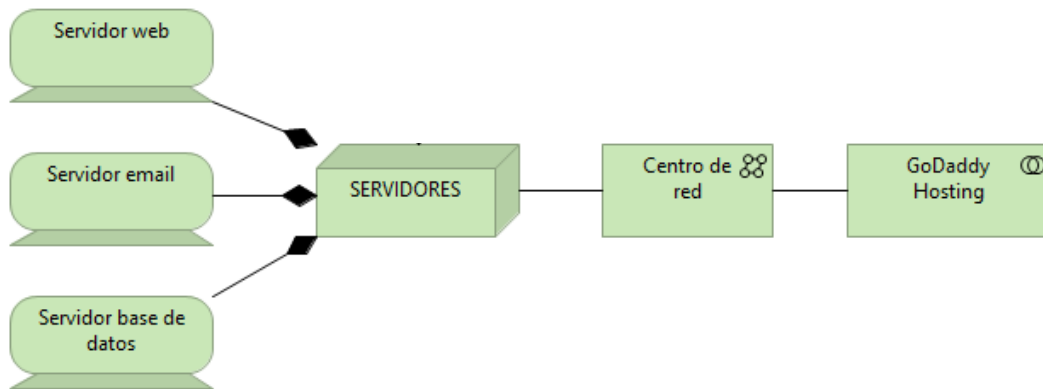 Servidor web
Servidor email
Servidor base de
datos
SERVIDORES
Centro de
red
GoDaddy
Hosting